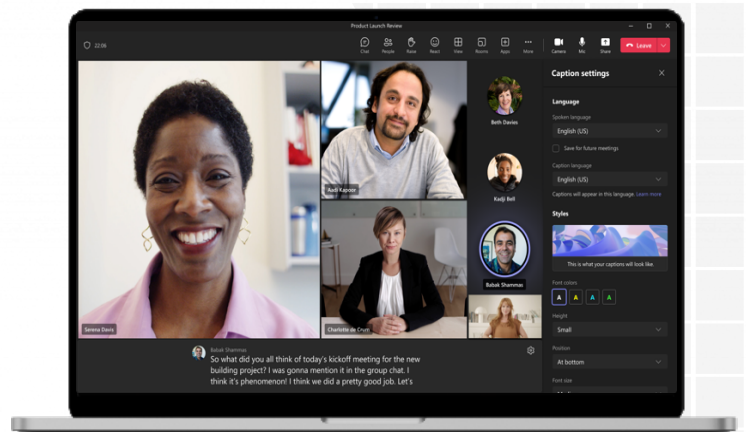 Product Launch Review
22:06
Chat
People
Raise
React
View
Rooms
Apps
More
Camera
Mic
Share
Leave
Caption settings
Language
Spoken language
English (US)
Save for future meetings
Caption language
English (US)
Captions will appear in this language. Learn more
Styles
This is what your captions will look like.
Font colors
A A A A
Height
Small
Position
At bottom
Font size
Aadi Kapoor
Beth Davies
Kadji Bell
Babak Shammas
Serena Davis
Charlotte de Crum
Babak Shammas
So what did you all think of today's kickoff meeting for the new
building project? I was gonna mention it in the group chat. I
think it's phenomenon! I think we did a pretty good job. Let's